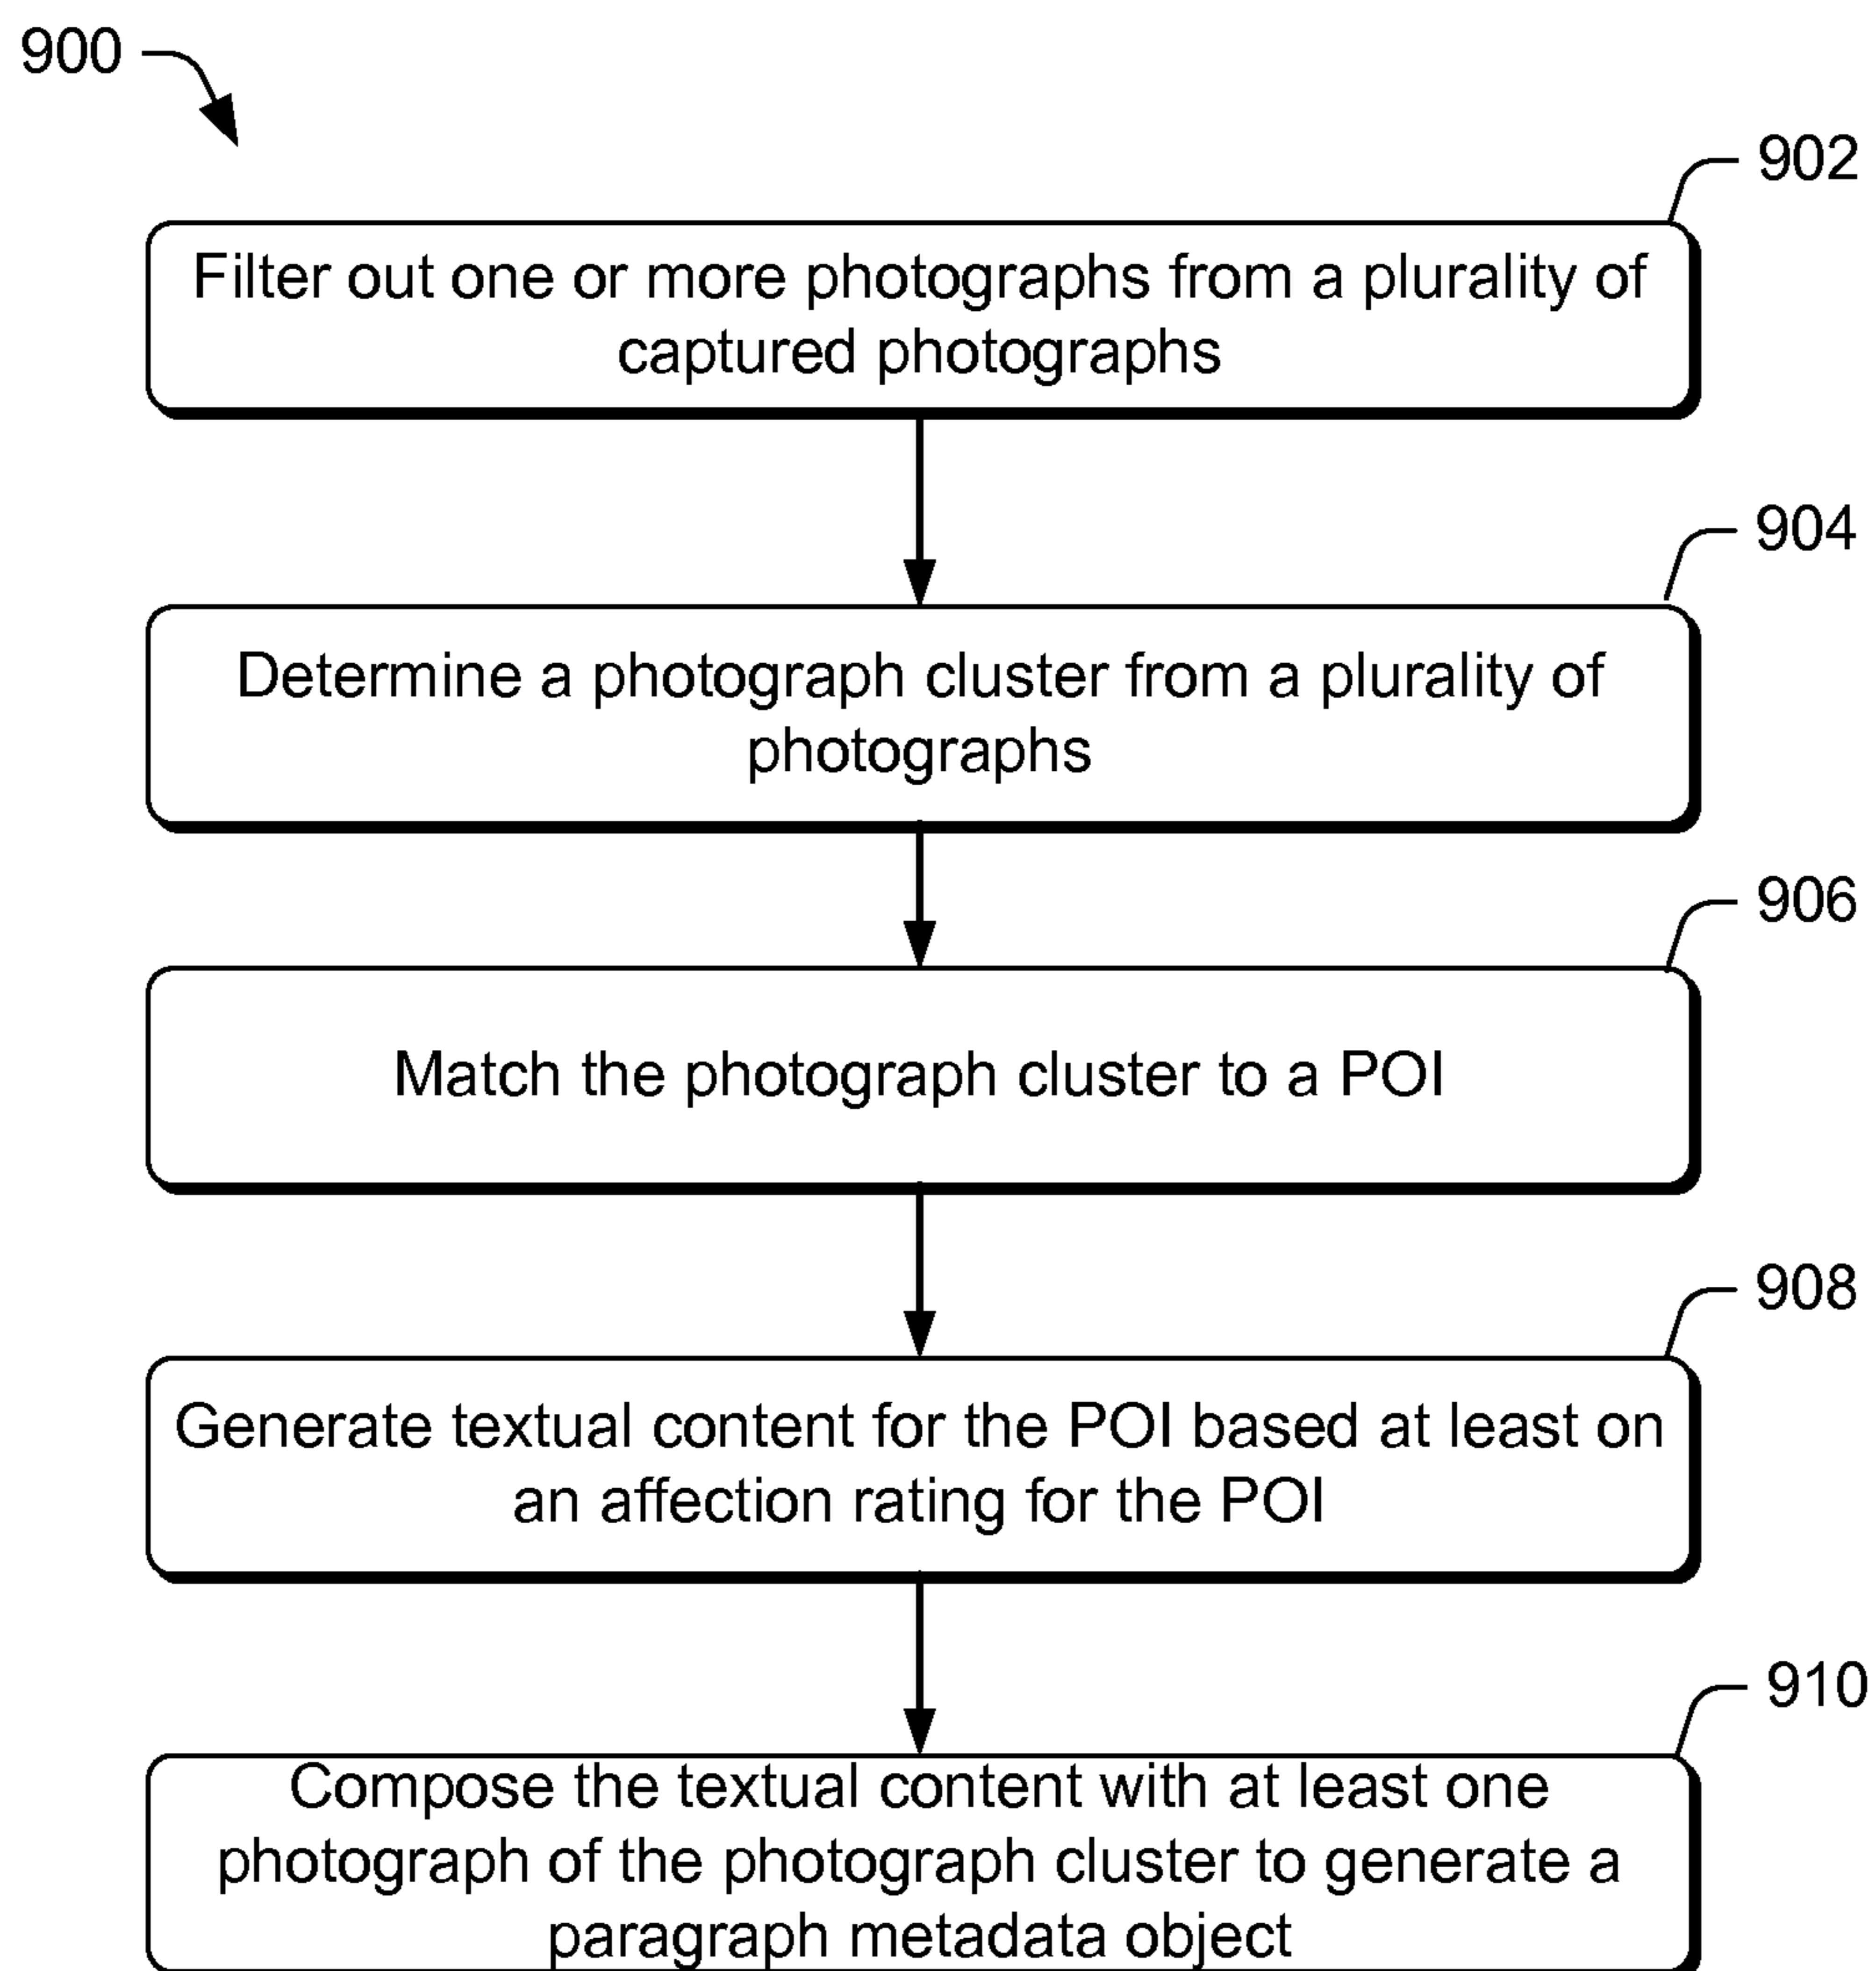 900
902
Filter out one or more photographs from a plurality of
captured photographs
904
Determine a photograph cluster from a plurality of
photographs
906
Match the photograph cluster to a POI
908
Generate textual content for the POI based at least on
an affection rating for the POI
910
Compose the textual content with at least one
photograph of the photograph cluster to generate a
paragraph metadata object